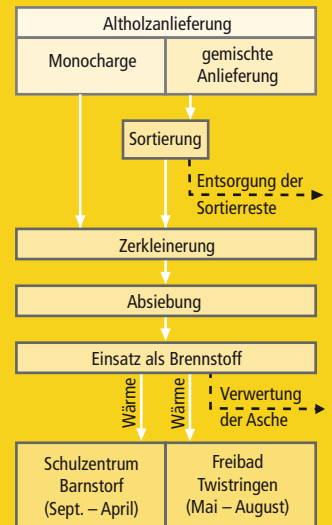 Altholzanlieferung
Monocharge
gemischte
Anlieferung
Sortierung
Entsorgung der
Sortierreste
Zerkleinerung
Absiebung
Einsatz als Brennstoff
Wärme
Wärme
Verwertung
der Asche
Schulzentrum
Barnstorf
(Sept. – April)
Freibad
Twistringen
(Mai – August)